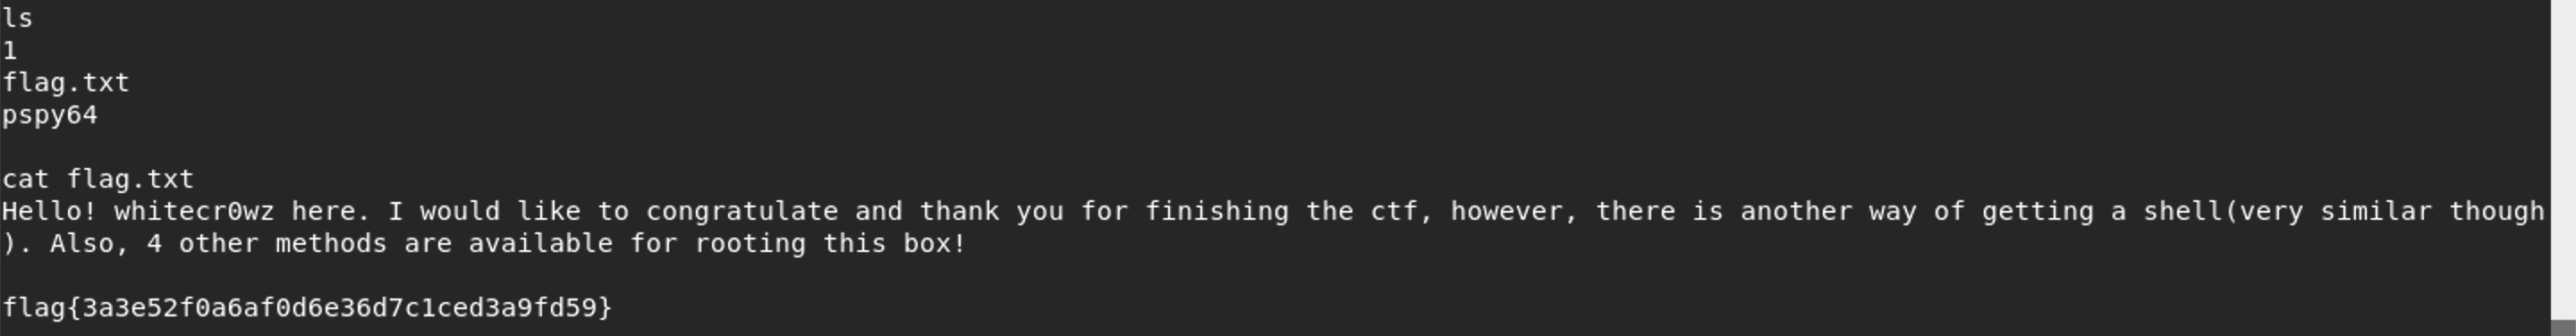 ls
1
flag.txt
pspy64
cat flag.txt
Hello! whitecr0wz here. I would like to congratulate and thank you for finishing the ctf, however, there is another way of getting a shell(very similar though
). Also, 4 other methods are available for rooting this box!
flag{3a3e52f0a6af0d6e36d7c1ced3a9fd59}